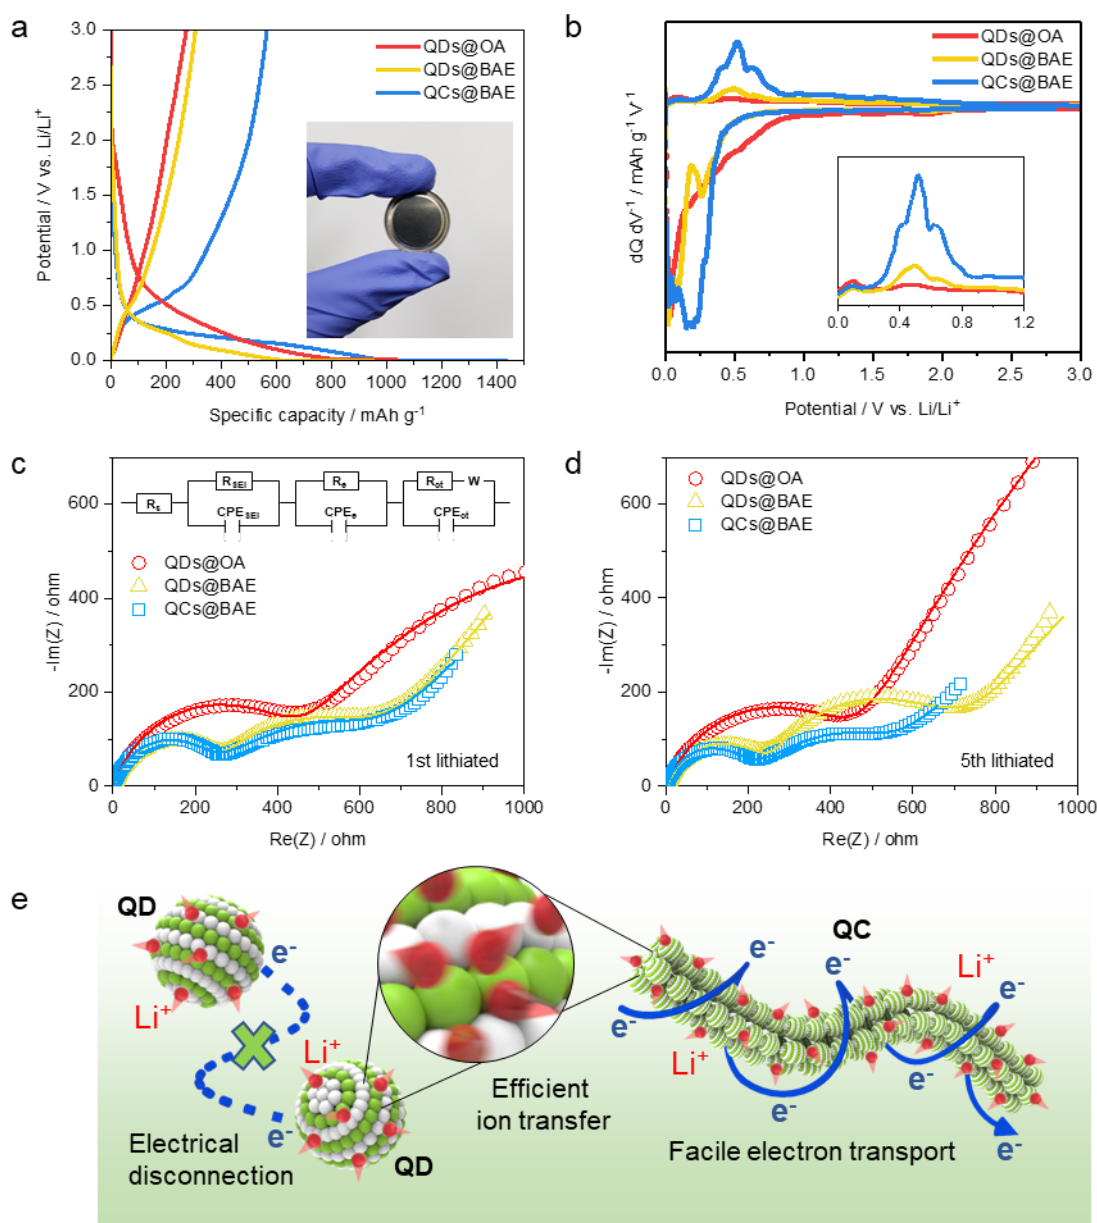 a
3.0
2.5
2.0
1.5
1.0
0.5
0.0
Potential / V vs. Li/Li⁺
QDs@OA
QDs@BAE
QCs@BAE
0 200 400 600 800 1000 1400
Specific capacity / mAh g⁻¹
b
dQ dV⁻¹ / mAh g⁻¹ V⁻¹
QDs@OA
QDs@BAE
QCs@BAE
0.0 0.4 0.8 1.2
0.0 0.5 1.0 1.5 2.0 2.5 3.0
Potential / V vs. Li/Li⁺
c
600
400
200
0
-Im(Z) / ohm
Rs
RSEI
CPESEI
Re
CPEe
Rct
W
CPEct
QDs@OA
QDs@BAE
QCs@BAE
1st lithiated
0 200 400 600 800 1000
Re(Z) / ohm
d
600
400
200
0
-Im(Z) / ohm
QDs@OA
QDs@BAE
QCs@BAE
5th lithiated
0 200 400 600 800 1000
Re(Z) / ohm
e
QD
e⁻
Li⁺
Li⁺
e⁻
QD
Electrical
disconnection
Efficient
ion transfer
QC
e⁻
e⁻
e⁻
Li⁺
e⁻
Li⁺
e⁻
e⁻
e⁻
Facile electron transport